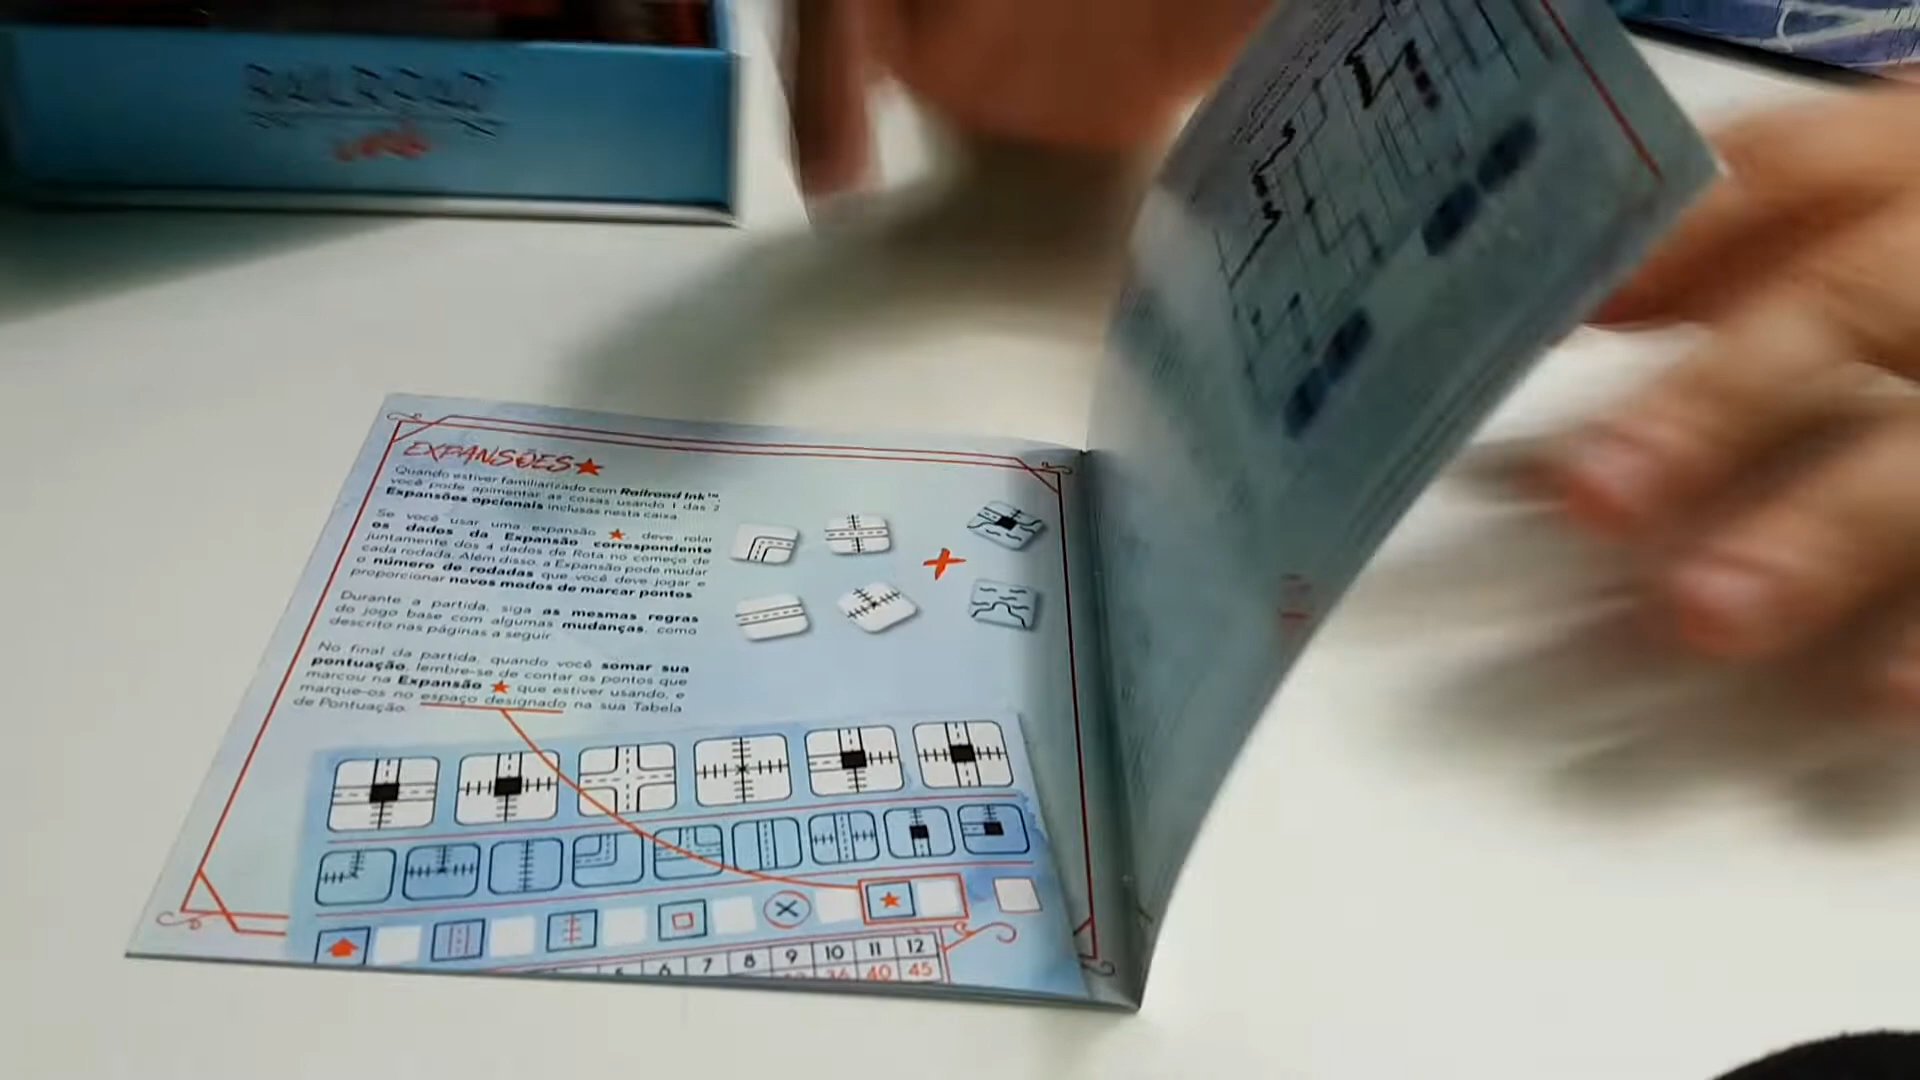 RAILROAD
INK
EXPANSÕES
Quando estiver familiarizado com Railroad Ink™
você pode apimentar as coisas usando 1 das 2
Expansões opcionais inclusas nesta caixa
Se você usar uma expansão ★ deve rolar
os dados da Expansão correspondente
juntamente dos 4 dados de Rota no começo de
cada rodada. Além disso, a Expansão pode mudar
o número de rodadas que você deve jogar e
proporcionar novos modos de marcar pontos
Durante a partida, siga as mesmas regras
do jogo base com algumas mudanças, como
descrito nas páginas a seguir
No final da partida, quando você somar sua
pontuação, lembre-se de contar os pontos que
marcou na Expansão ★ que estiver usando, e
marque-os no espaço designado na sua Tabela
de Pontuação.
6 7 8 9 10 11 12
36 40 45